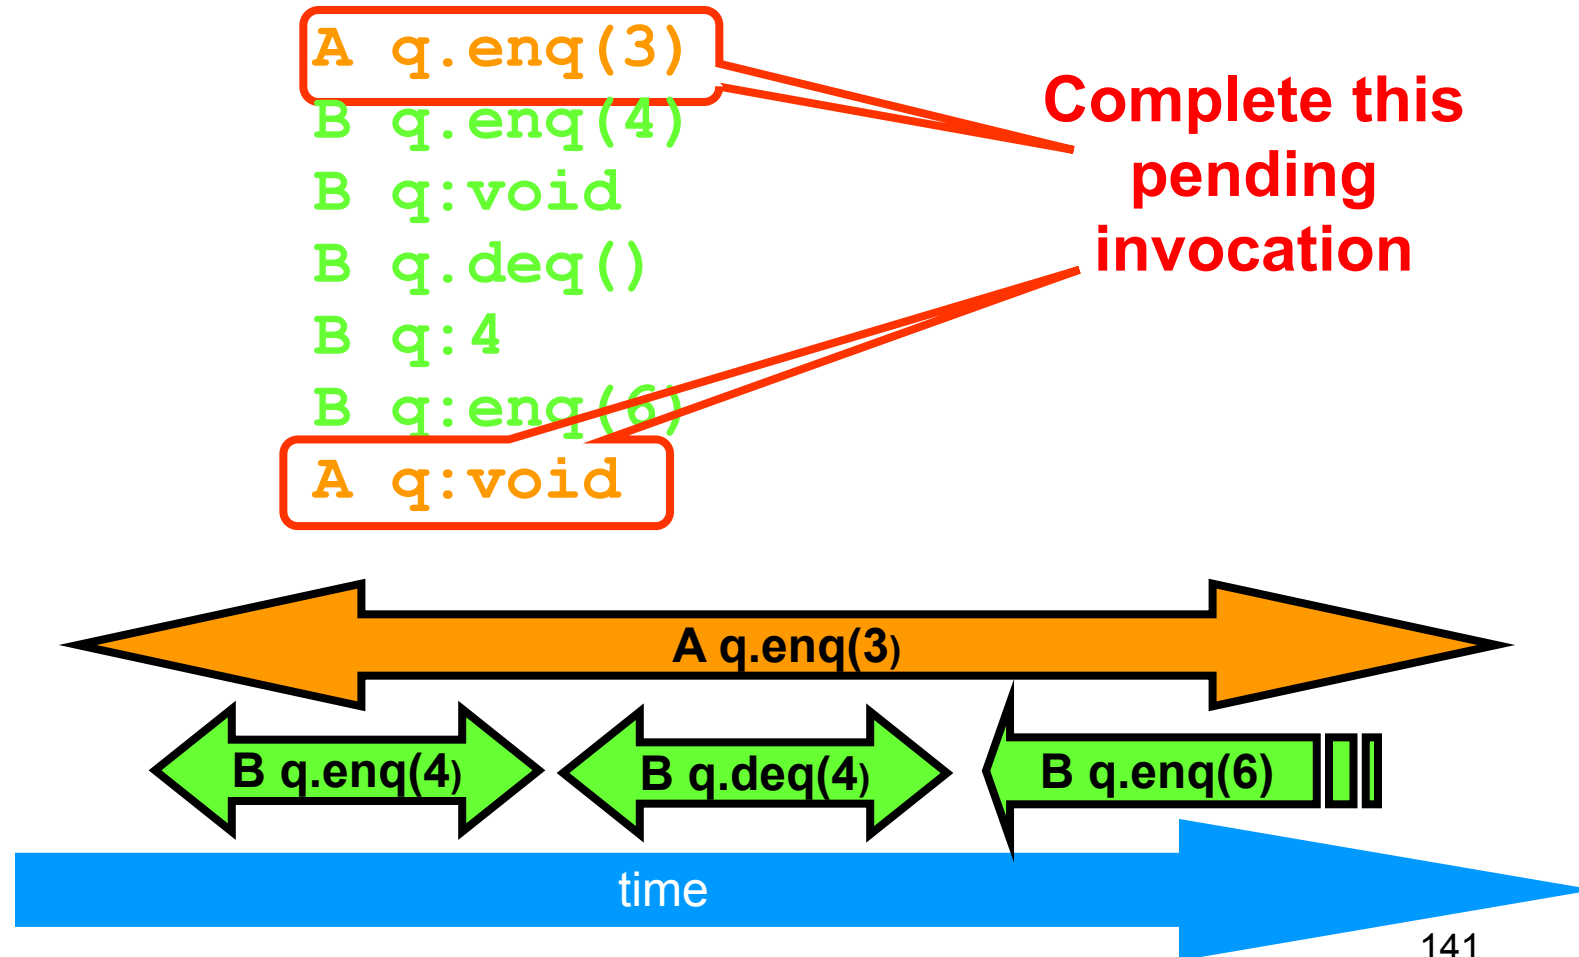 A q.enq(3)
B q.enq(4)
B q:void
B q.deq()
B q:4
B q:enq(6)
A q:void
Complete this
pending
invocation
A q.enq(3)
B q.enq(4)
B q.deq(4)
B q.enq(6)
time
141